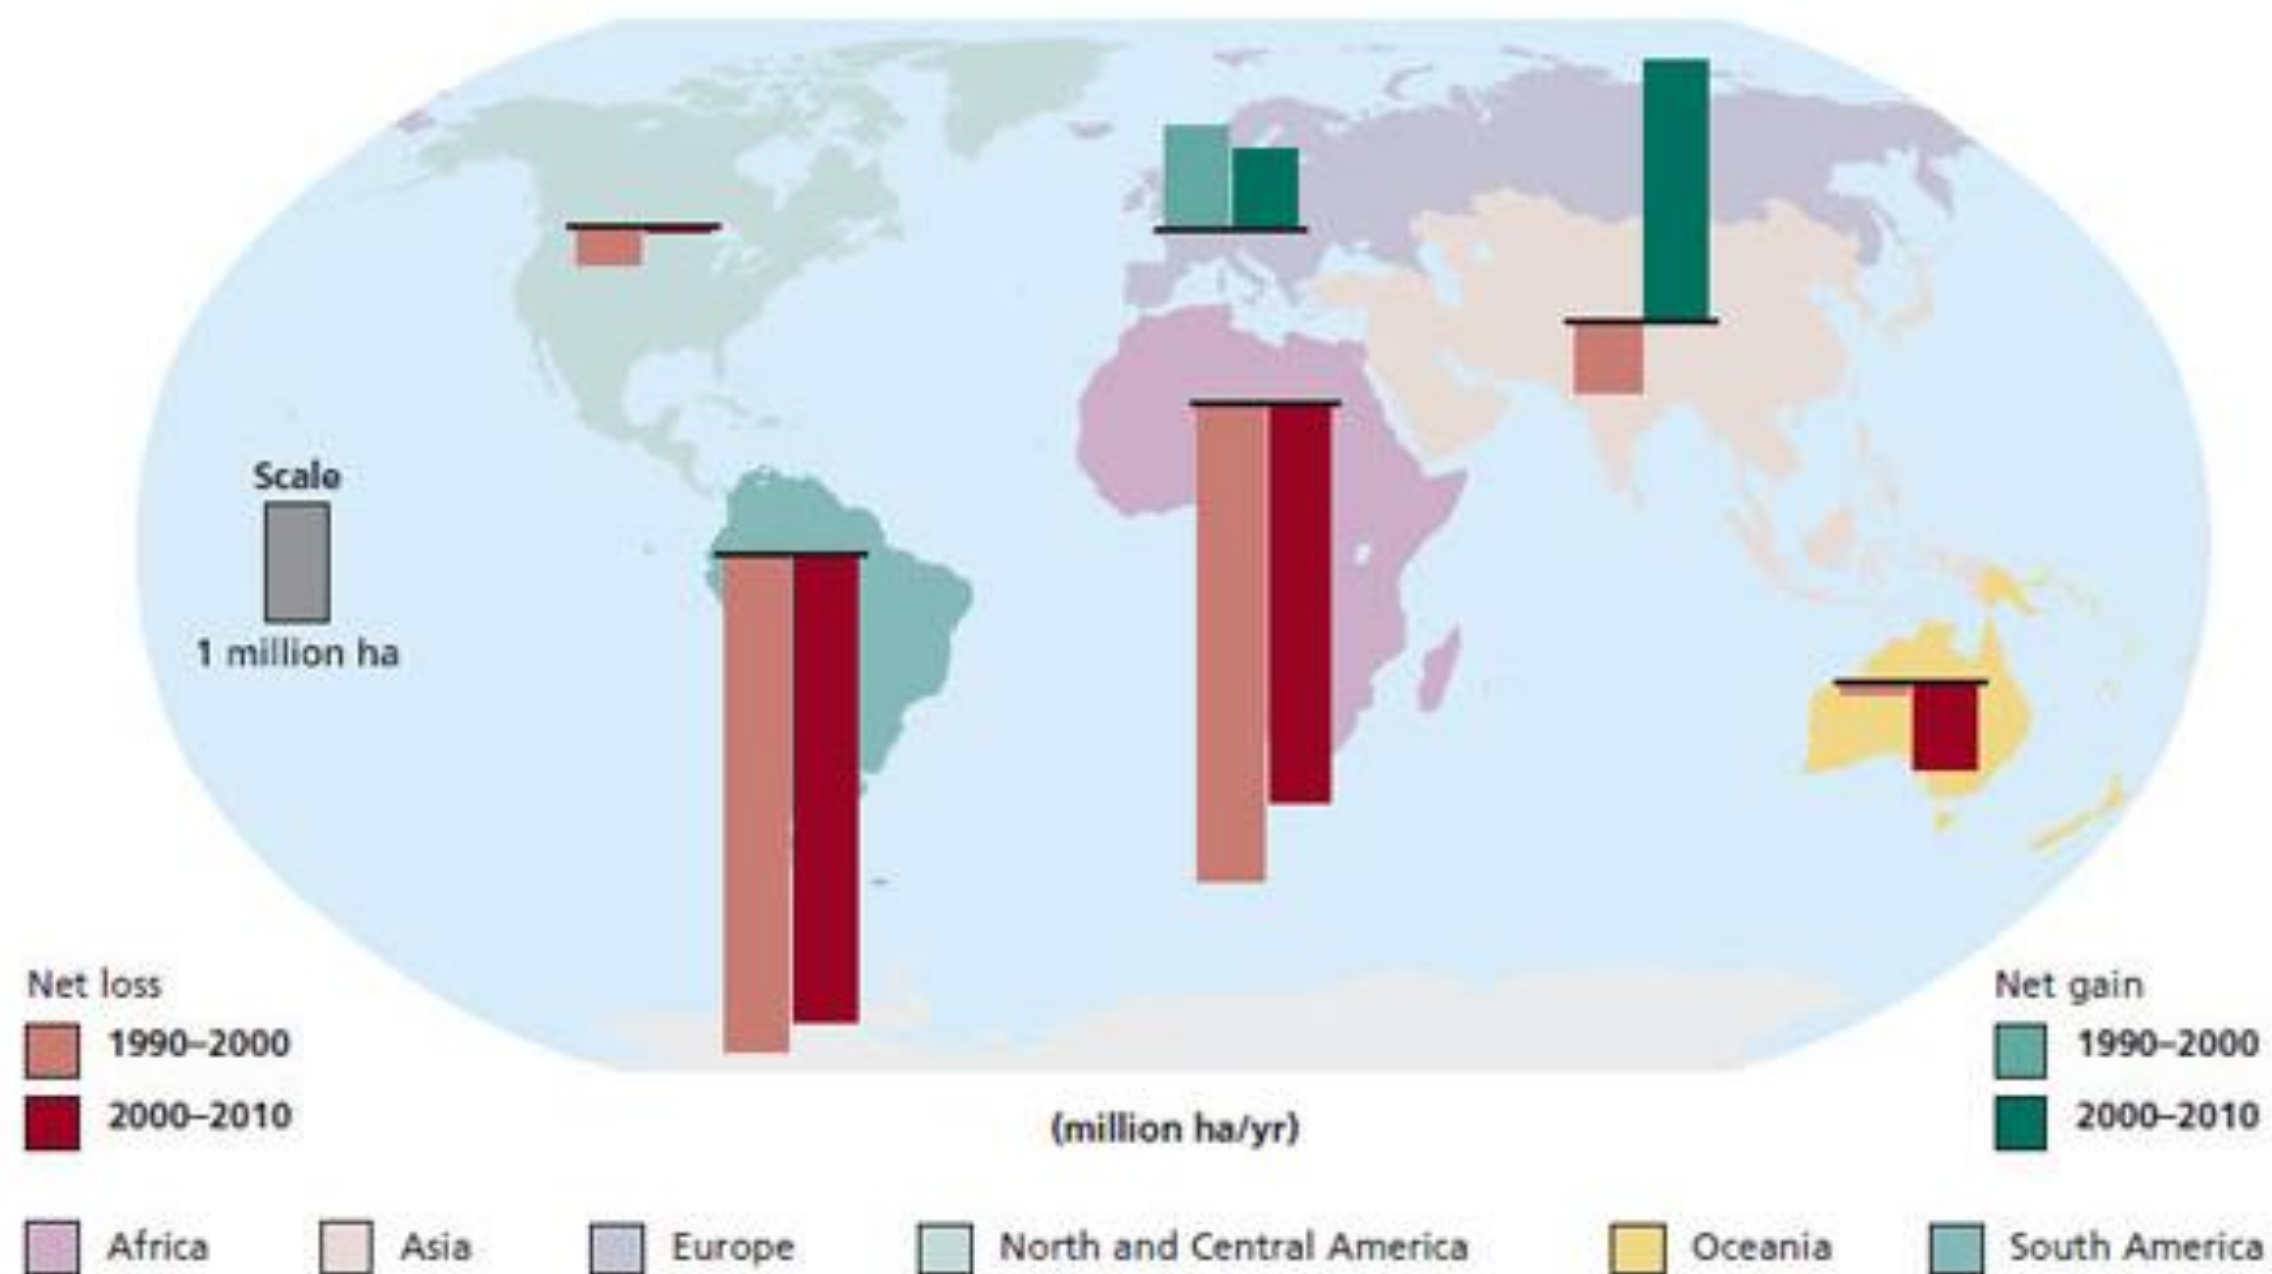 Scale
1 million ha
Net loss
1990–2000
2000–2010
Net gain
1990–2000
2000–2010
(million ha/yr)
Africa
Asia
Europe
North and Central America
Oceania
South America